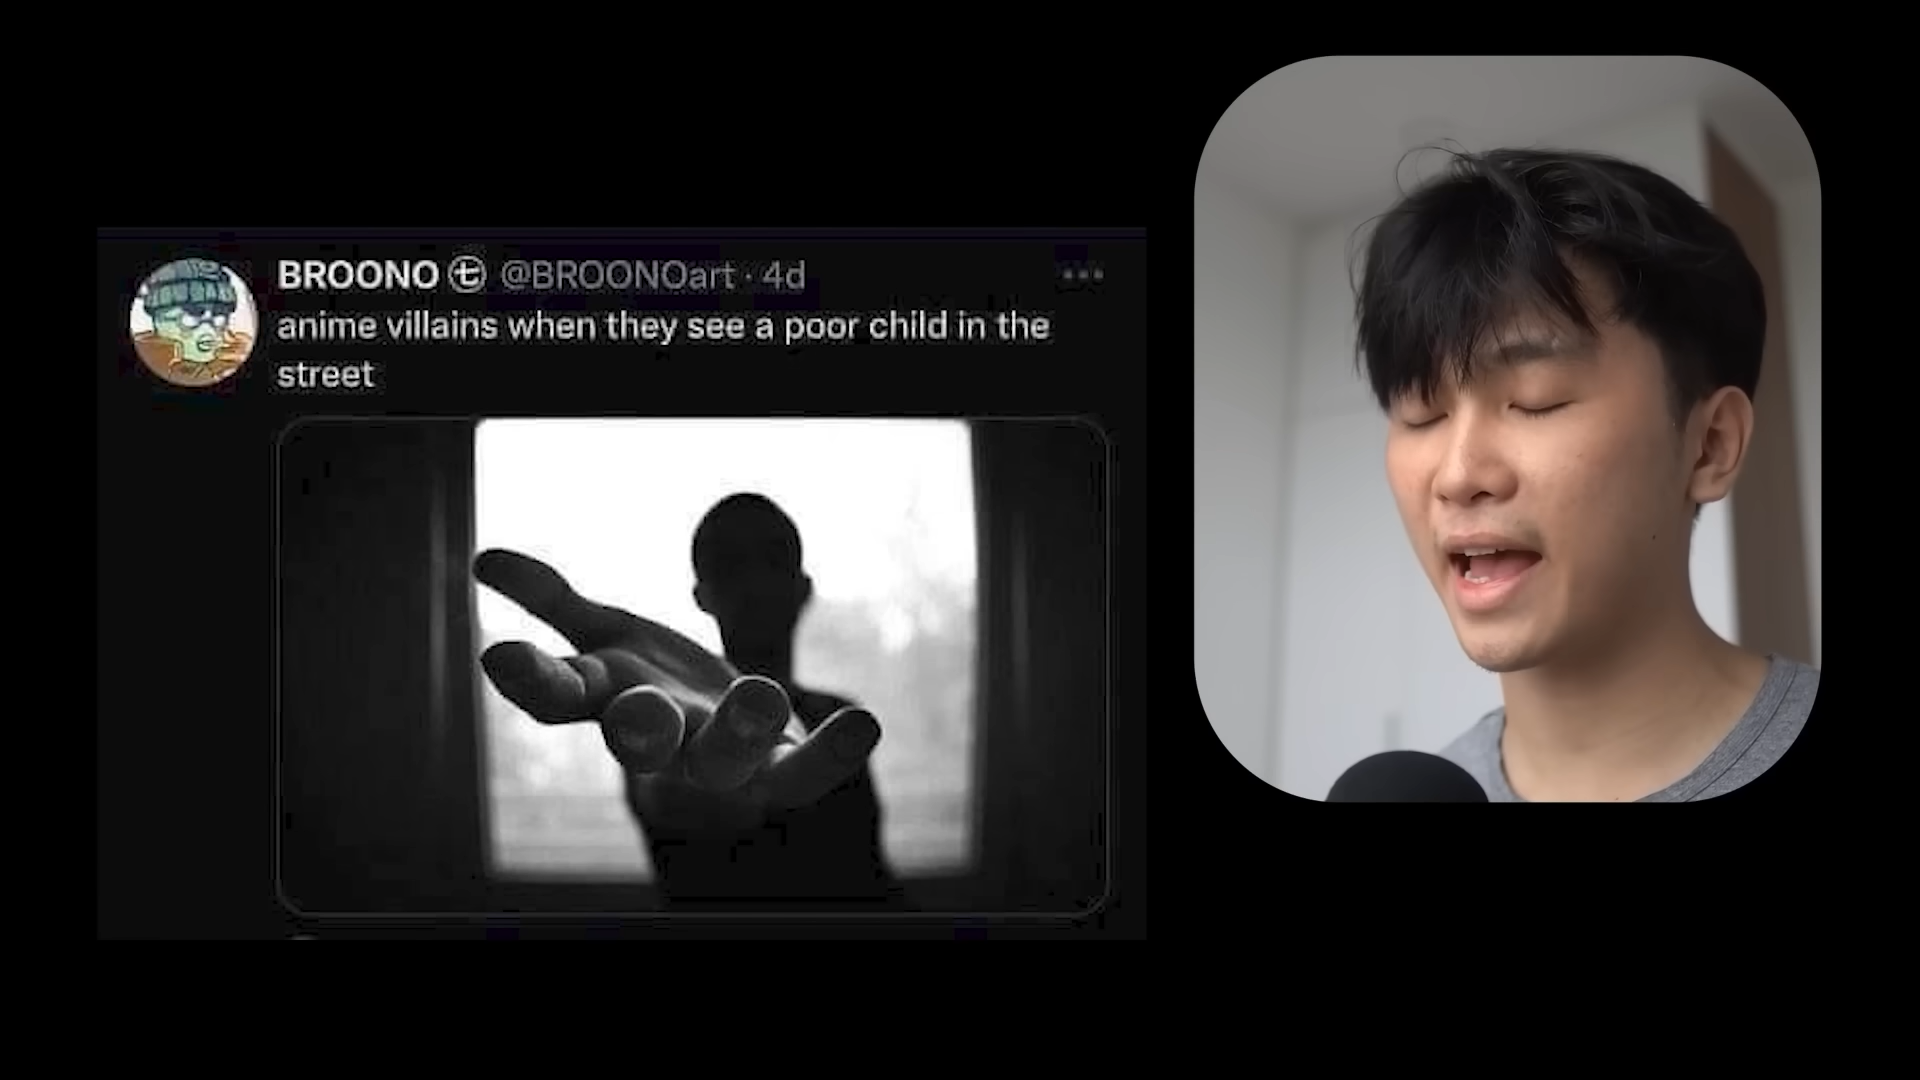 BROONO @BROONOart · 4d
anime villains when they see a poor child in the
street